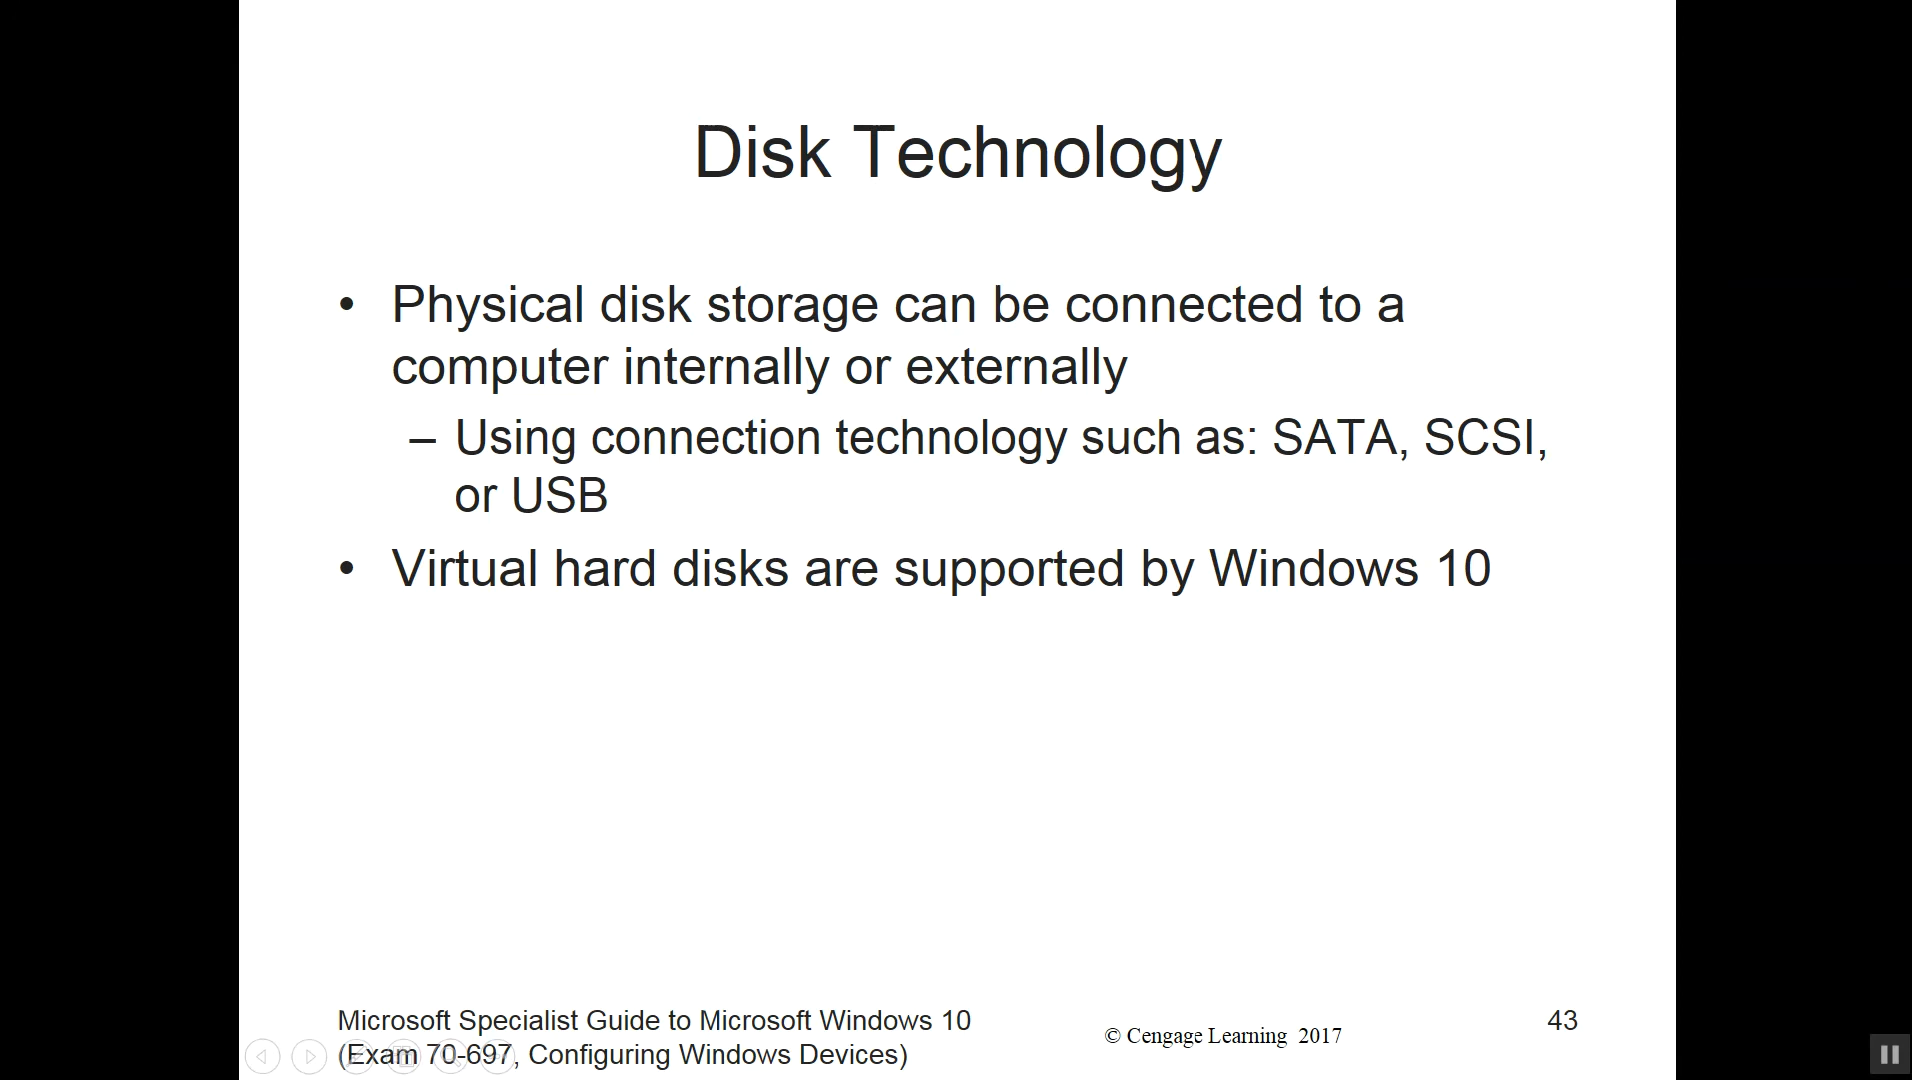 Disk Technology
• Physical disk storage can be connected to a
computer internally or externally
– Using connection technology such as: SATA, SCSI,
or USB
• Virtual hard disks are supported by Windows 10
Microsoft Specialist Guide to Microsoft Windows 10
(Exam 70-697, Configuring Windows Devices)
© Cengage Learning 2017
43